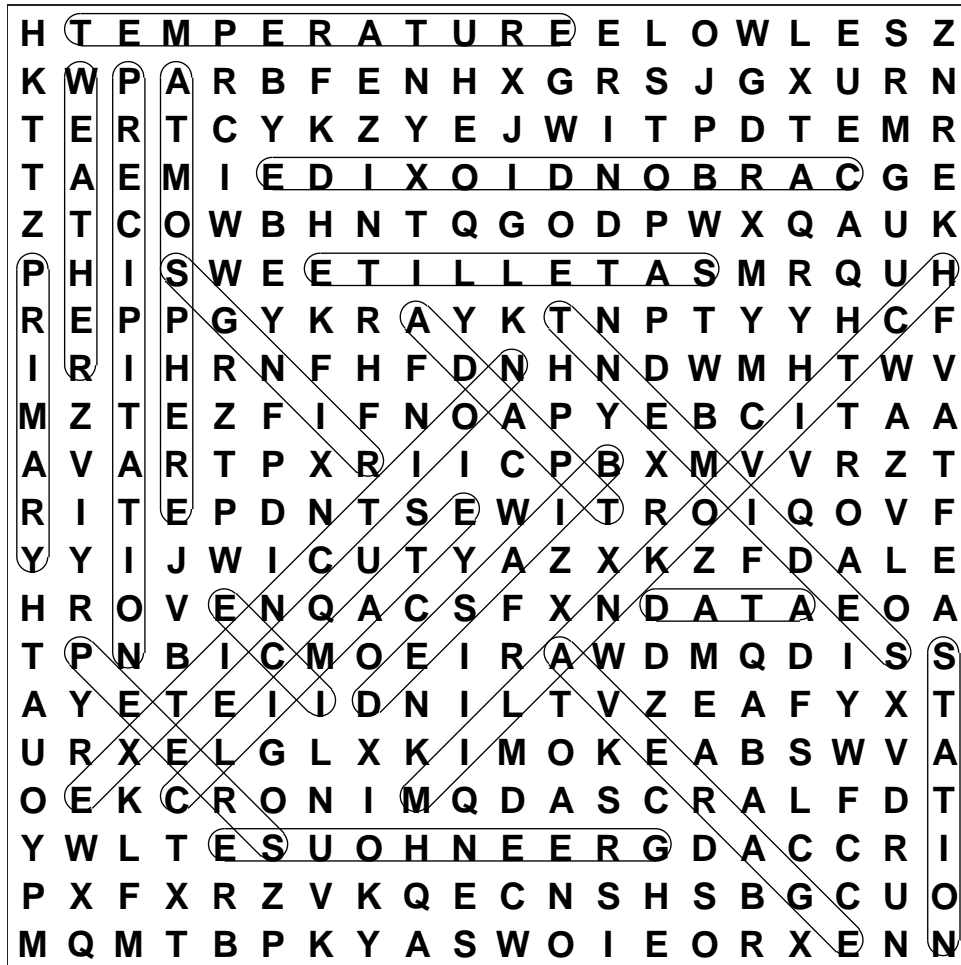 H T E M P E R A T U R E E L O W L E S Z
K W P A R B F E N H X G R S J G X U R N
T E R T C Y K Z Y E J W I T P D T E M R
T A E M I E D I X O I D N O B R A C G E
Z T C O W B H N T Q G O D P W X Q A U K
P H I S W E E T I L L E T A S M R Q U H
R E P P G Y K R A Y K T N P T Y Y H C F
I R I H R N F H F D N H N D W M H T W V
M Z T E Z F I F N O A P Y E B C I T A A
A V A R T P X R I I C P B X M V V R Z T
R I T E P D N T S E W I T R O I Q O V F
Y Y I J W I C U T Y A Z X K Z F D A L E
H R O V E N Q A C S F X N D A T A E O A
T P N B I C M O E I R A W D M Q D I S S
A Y E T E I I D N I L T V Z E A F Y X T
U R X E L G L X K I M O K E A B S W V A
O E K C R O N I M Q D A S C R A L F D T
Y W L T E S U O H N E E R G D A C C R I
P X F X R Z V K Q E C N S H S B G C U O
M Q M T B P K Y A S W O I E O R X E N N